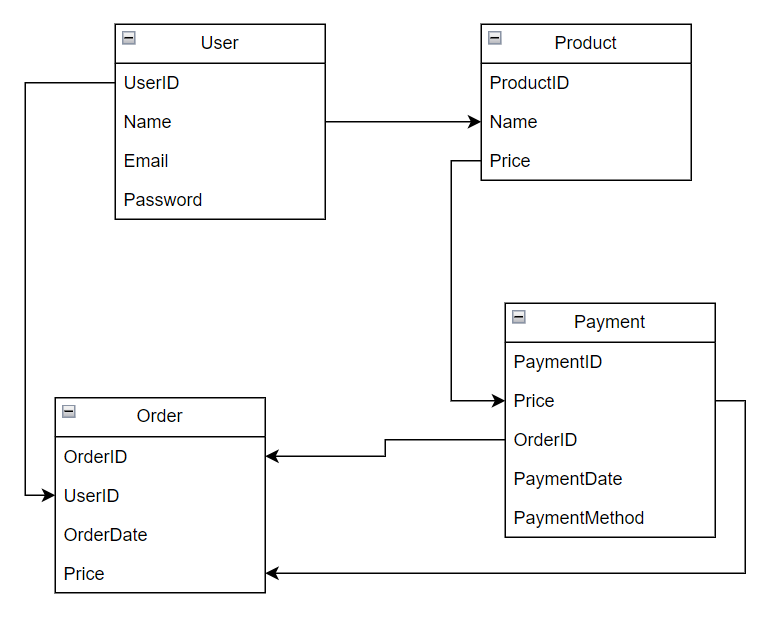 User
UserID
Name
Email
Password
Product
ProductID
Name
Price
Payment
PaymentID
Price
OrderID
PaymentDate
PaymentMethod
Order
OrderID
UserID
OrderDate
Price